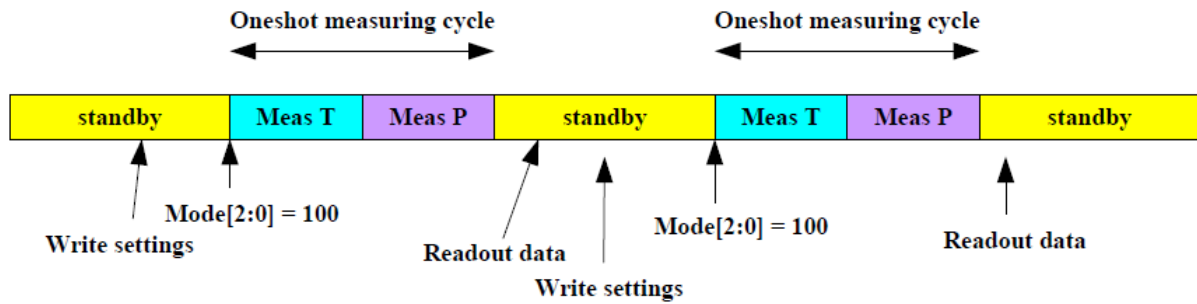 Oneshot measuring cycle
Oneshot measuring cycle
standby
Meas T
Meas P
standby
Meas T
Meas P
standby
Mode[2:0] = 100
Mode[2:0] = 100
Write settings
Readout data
Readout data
Write settings